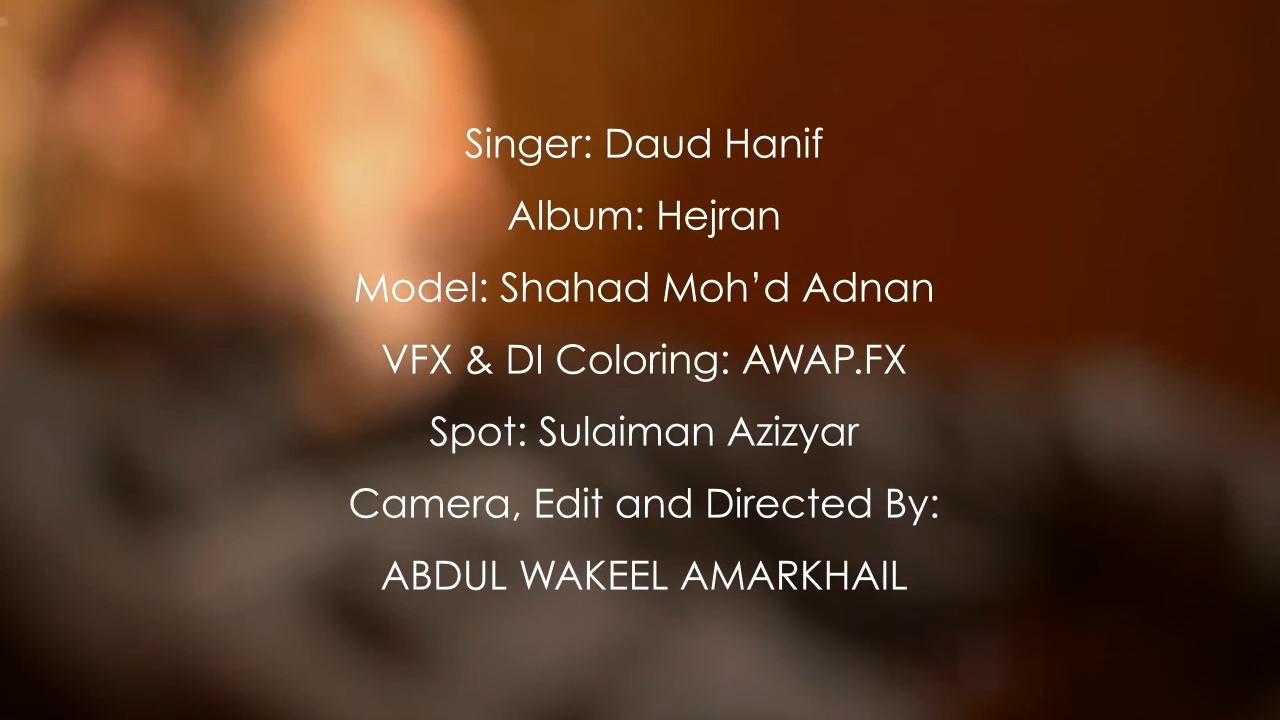 Singer: Daud Hanif
Album: Hejran
Model: Shahad Moh’d Adnan
VFX & DI Coloring: AWAP.FX
Spot: Sulaiman Azizyar
Camera, Edit and Directed By:
ABDUL WAKEEL AMARKHAIL